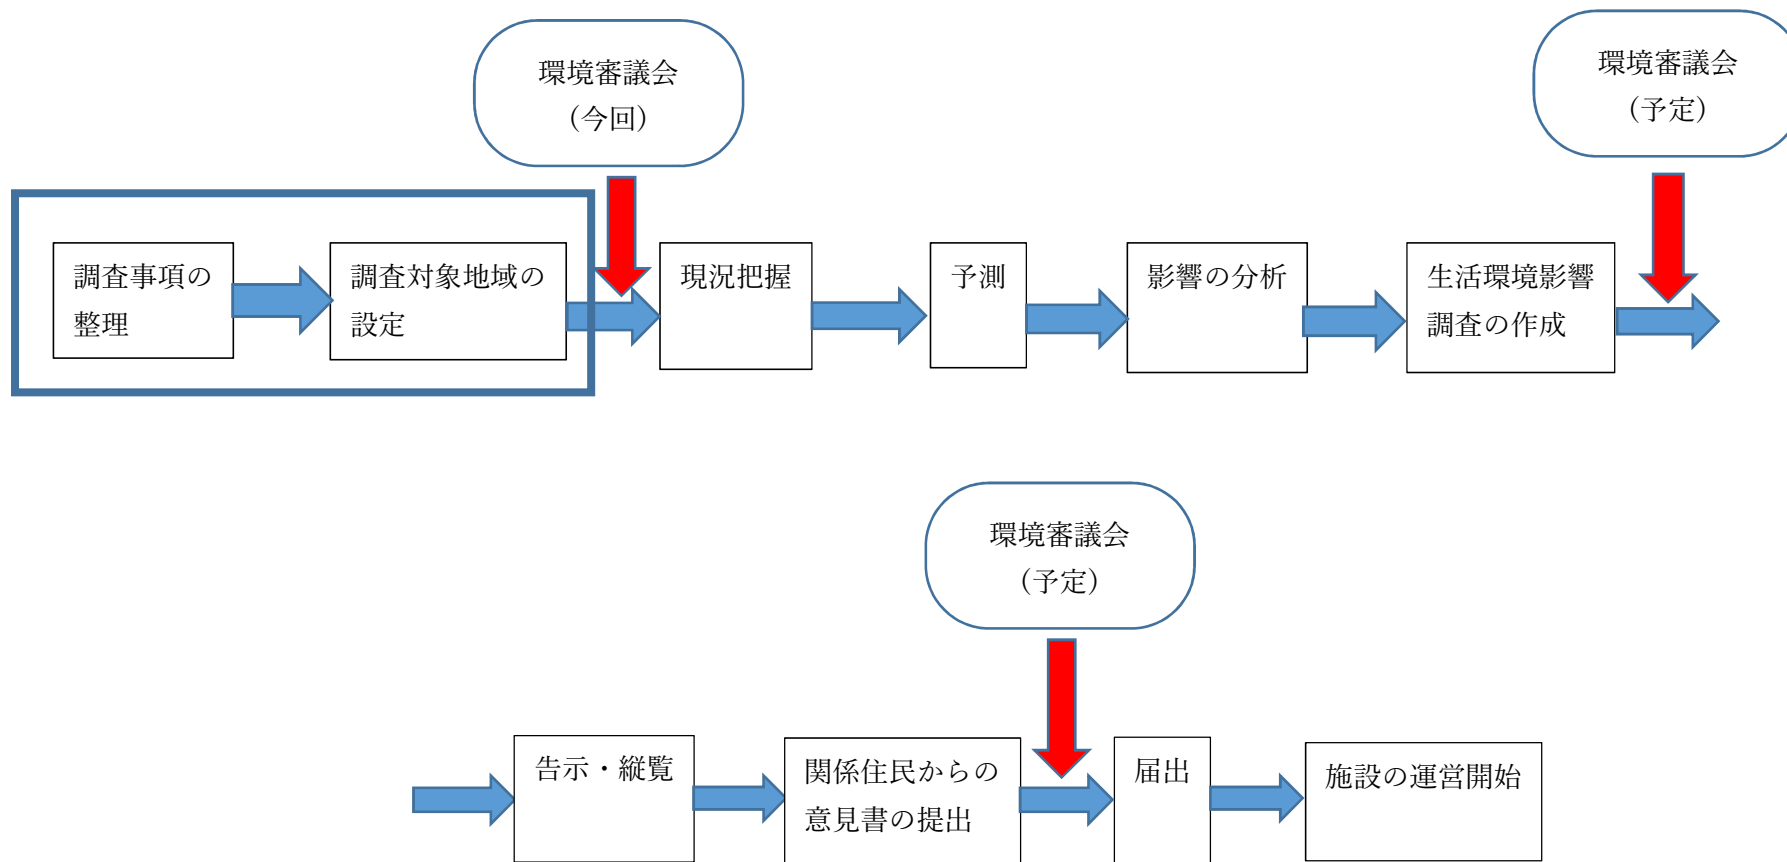 環境審議会
(今回)
環境審議会
(予定)
調査事項の
整理
調査対象地域の
設定
現況把握
予測
影響の分析
生活環境影響
調査の作成
環境審議会
(予定)
告示・縦覧
関係住民からの
意見書の提出
届出
施設の運営開始